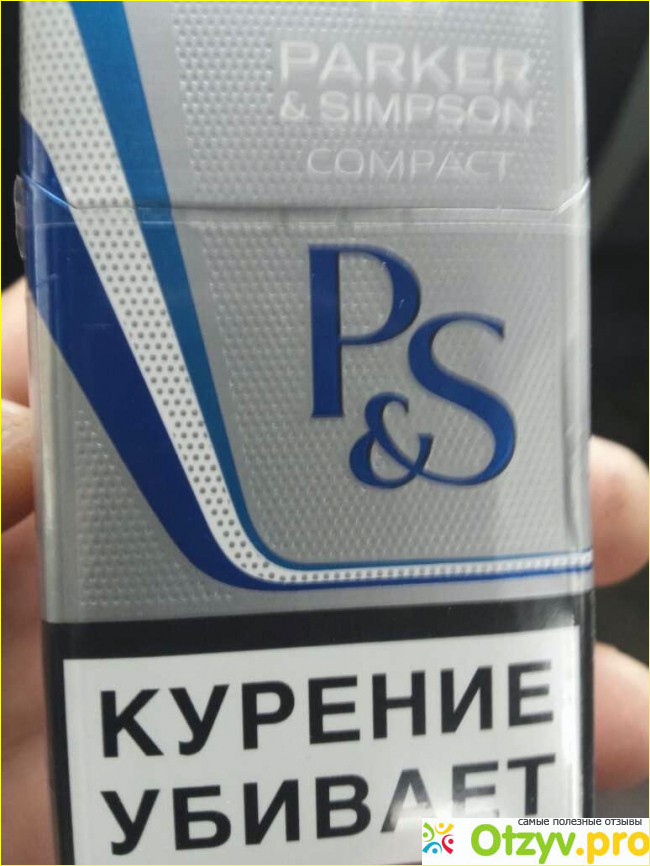 PARKER
& SIMPSON
COMPACT
P&S
КУРЕНИЕ
УБИВАЕТ
самые полезные отзывы
Otzyv.pro